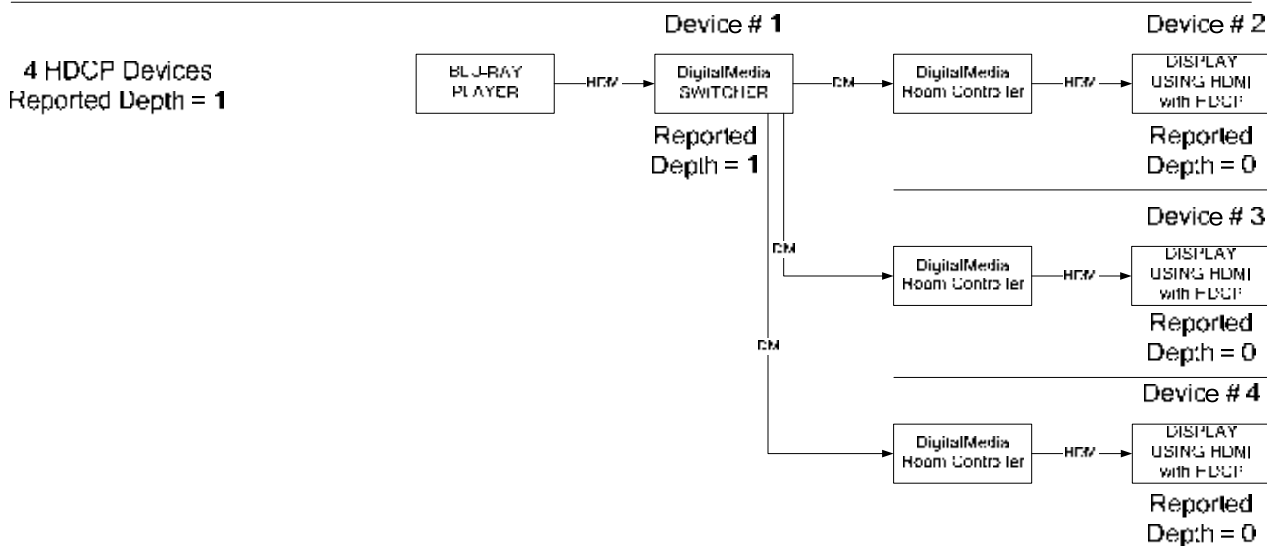 Device # 1
Device # 2
4 HDCP Devices
Reported Depth = 1
BLU-RAY
PLAYER
HDMI
DigitalMedia
SWITCHER
DM
DigitalMedia
Room Controller
HDMI
DISPLAY
USING HDMI
with HDCP
Reported
Depth = 1
Reported
Depth = 0
Device # 3
DM
DigitalMedia
Room Controller
HDMI
DISPLAY
USING HDMI
with HDCP
Reported
Depth = 0
DM
Device # 4
DigitalMedia
Room Controller
HDMI
DISPLAY
USING HDMI
with HDCP
Reported
Depth = 0